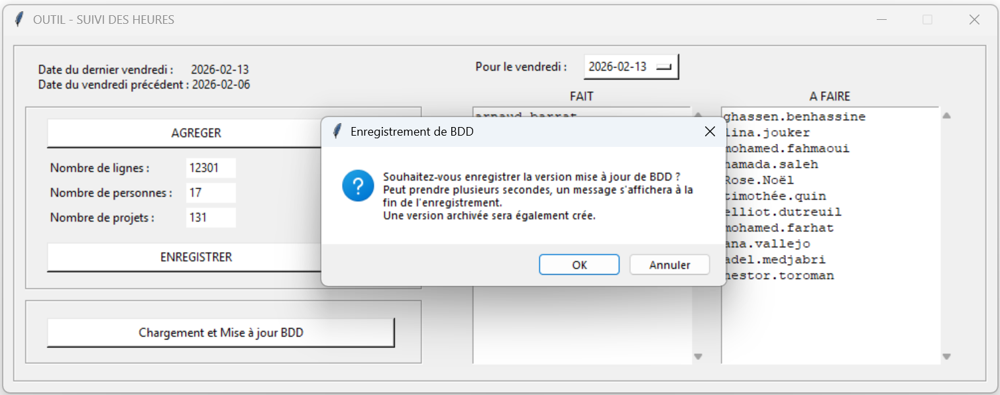 OUTIL - SUIVI DES HEURES
Date du dernier vendredi : 2026-02-13
Date du vendredi précédent : 2026-02-06
Pour le vendredi : 2026-02-13
FAIT
A FAIRE
AGREGER
Nombre de lignes : 12301
Nombre de personnes : 17
Nombre de projets : 131
ENREGISTRER
Chargement et Mise à jour BDD
arnaud.barrat
Enregistrement de BDD
Souhaitez-vous enregistrer la version mise à jour de BDD ?
Peut prendre plusieurs secondes, un message s'affichera à la
fin de l'enregistrement.
Une version archivée sera également crée.
OK
Annuler
ghassen.benhassine
lina.jouker
mohamed.fahmaoui
hamada.saleh
Rose.Noël
timothée.quin
elliot.dutreuil
mohamed.farhat
ana.vallejo
adel.medjabri
nestor.toroman